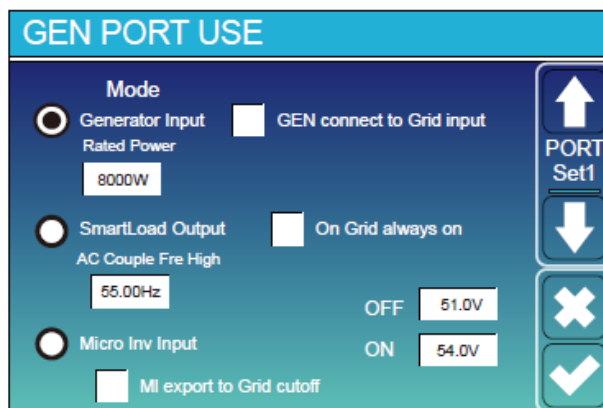 GEN PORT USE
Mode
Generator Input
GEN connect to Grid input
Rated Power
8000W
PORT
Set1
SmartLoad Output
On Grid always on
AC Couple Fre High
55.00Hz
OFF
51.0V
Micro Inv Input
ON
54.0V
MI export to Grid cutoff